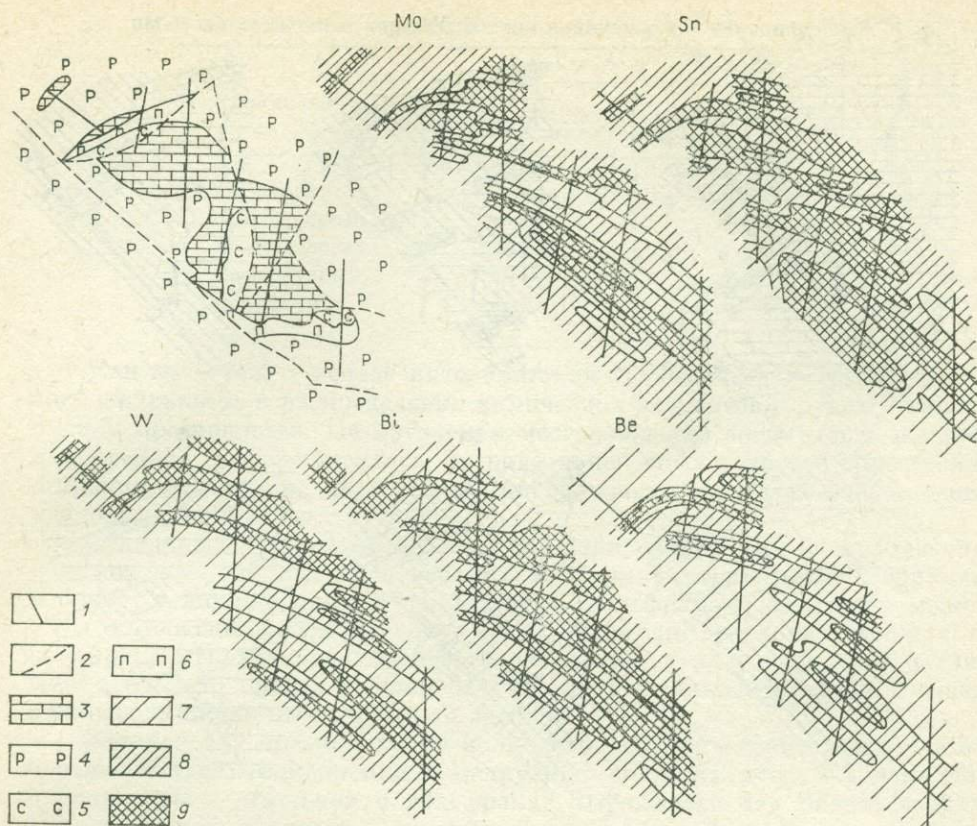 Mo
Sn
P P P P P
P P P
P п P
P п c P P
P c P P
P P P P
P P P P
P P P P
P c P P
P c P
P c P P
P п п п c c P
P P P P
P P P
P P
W
Bi
Be
1
2
3
P P 4
c c 5
п п 6
7
8
9